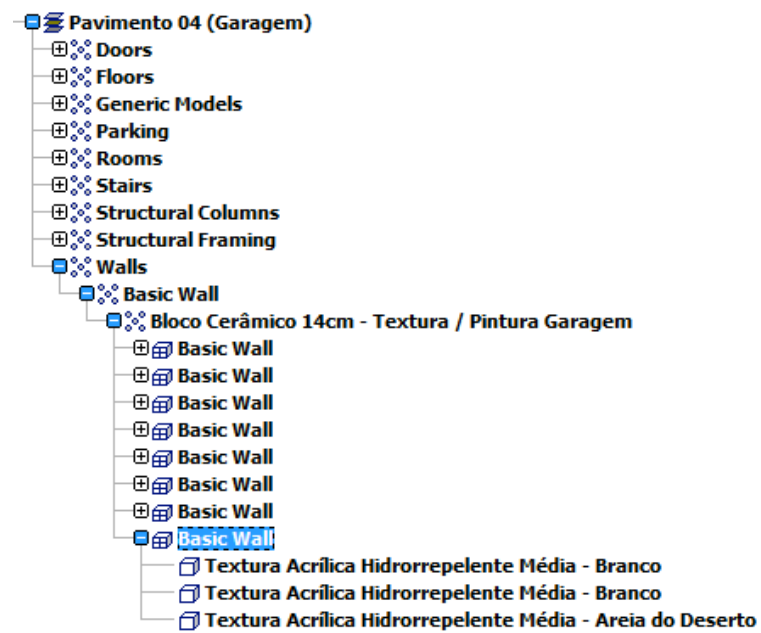 Pavimento 04 (Garagem)
Doors
Floors
Generic Models
Parking
Rooms
Stairs
Structural Columns
Structural Framing
Walls
Basic Wall
Bloco Cerâmico 14cm - Textura / Pintura Garagem
Basic Wall
Basic Wall
Basic Wall
Basic Wall
Basic Wall
Basic Wall
Basic Wall
Basic Wall
Textura Acrílica Hidrorrepelente Média - Branco
Textura Acrílica Hidrorrepelente Média - Branco
Textura Acrílica Hidrorrepelente Média - Areia do Deserto